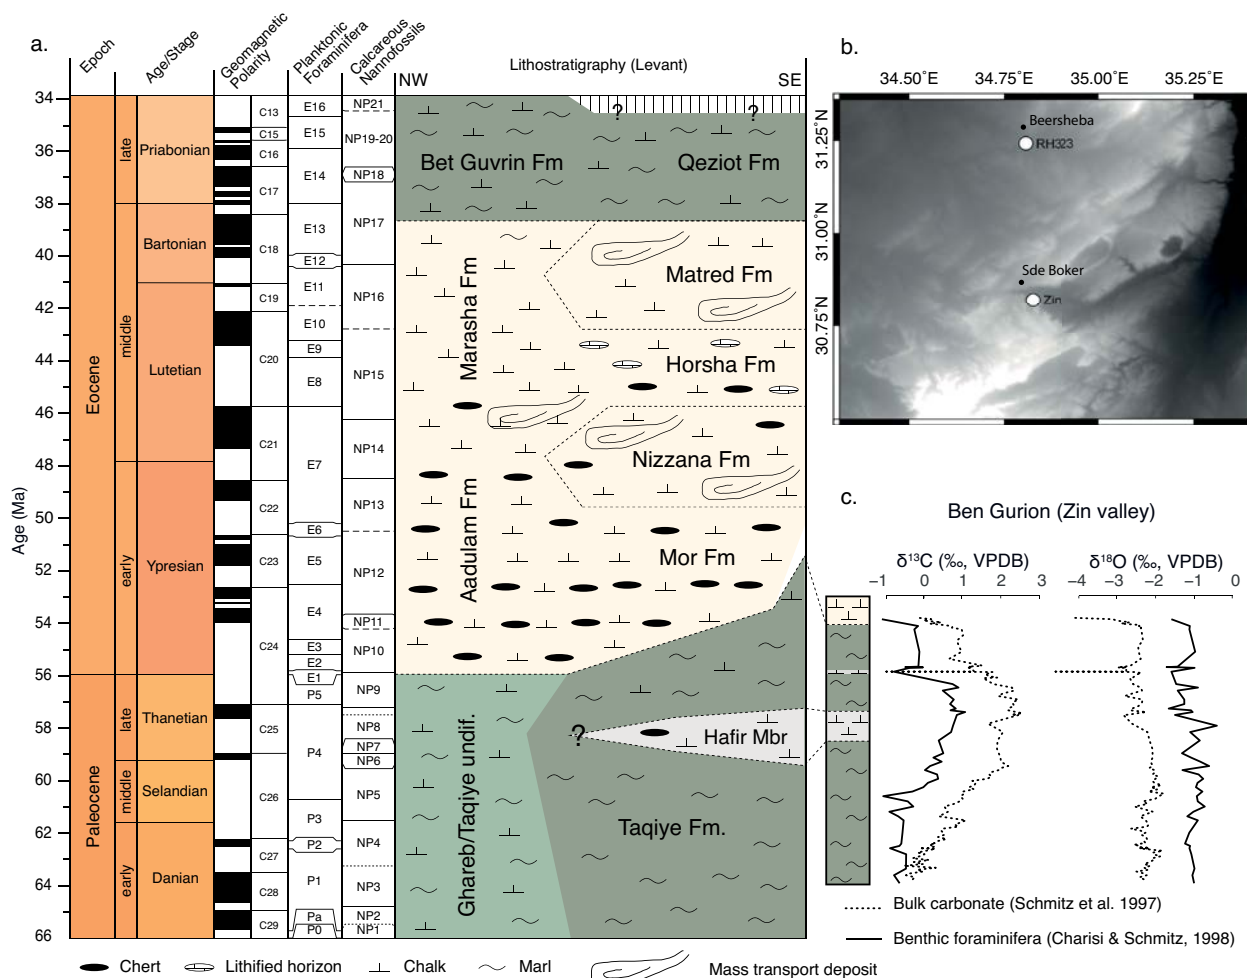 a.
Epoch
Age/Stage
Geomagnetic Polarity
Planktonic Foraminifera
Calcareous Nannofossils
Lithostratigraphy (Levant)
NW
SE
Age (Ma)
34
36
38
40
42
44
46
48
50
52
54
56
58
60
62
64
66
Eocene
Paleocene
late
middle
early
late
middle
early
Priabonian
Bartonian
Lutetian
Ypresian
Thanetian
Selandian
Danian
C13
C15
C16
C17
C18
C19
C20
C21
C22
C23
C24
C25
C26
C27
C28
C29
E16
E15
E14
E13
E12
E11
E10
E9
E8
E7
E6
E5
E4
E3
E2
E1
P5
P4
P3
P2
P1
Pa
P0
NP21
NP19-20
NP18
NP17
NP16
NP15
NP14
NP13
NP12
NP11
NP10
NP9
NP8
NP7
NP6
NP5
NP4
NP3
NP2
NP1
? ?
Bet Guvrin Fm
Qeziot Fm
Marasha Fm
Matred Fm
Horsha Fm
Nizzana Fm
Aadulam Fm
Mor Fm
?
Hafir Mbr
Ghareb/Taqiye undif.
Taqiye Fm.
Chert
Lithified horizon
Chalk
Marl
Mass transport deposit
b.
34.50°E 34.75°E 35.00°E 35.25°E
31.25°N
31.00°N
30.75°N
Beersheba
RH323
Sde Boker
Zin
c.
Ben Gurion (Zin valley)
δ13C (‰, VPDB)
δ18O (‰, VPDB)
−1 0 1 2 3
−4 −3 −2 −1 0
Bulk carbonate (Schmitz et al. 1997)
Benthic foraminifera (Charisi & Schmitz, 1998)